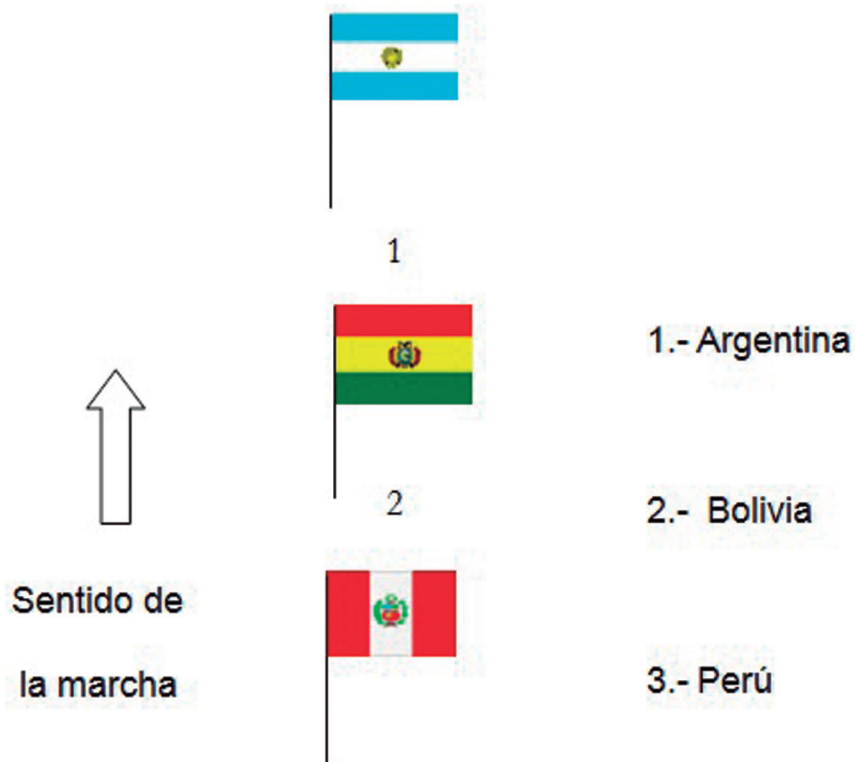 1
1.- Argentina
2
2.- Bolivia
Sentido de
la marcha
3.- Perú